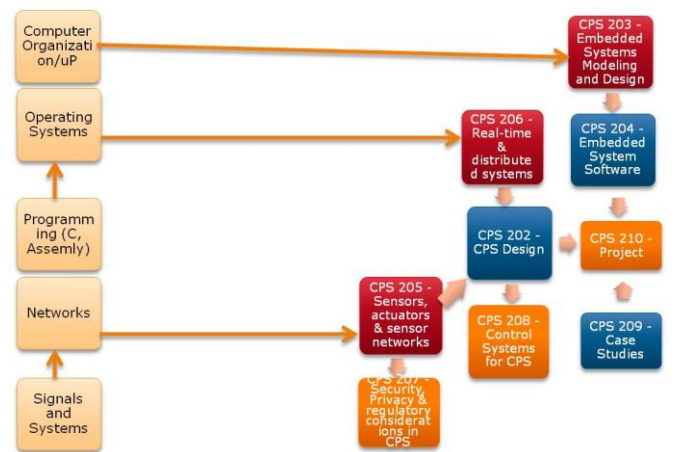 Computer
Organizati
on/uP
CPS 203 -
Embedded
Systems
Modeling
and Design
Operating
Systems
CPS 206 -
Real-time
&
distribute
d systems
CPS 204 –
Embedded
System
Software
Programm
ing (C,
Assemly)
CPS 202 -
CPS Design
CPS 210 -
Project
Networks
CPS 205 -
Sensors,
actuators
& sensor
networks
CPS 208 -
Control
Systems
for CPS
CPS 209 -
Case
Studies
Signals
and
Systems
CPS 207 -
Security,
Privacy &
regulatory
considerat
ions in
CPS